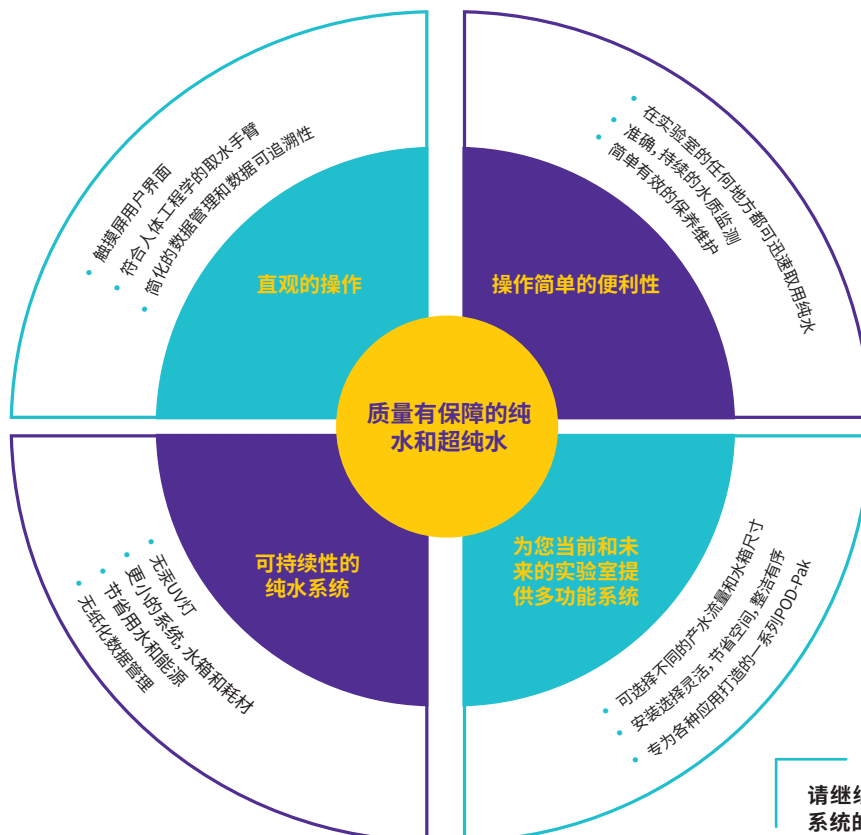 触摸屏用户界面
符合人体工程学的取水手臂
简化的数据管理和数据可追溯性
直观的操作
在实验室的任何地方都可迅速取用纯水
准确，持续的水质监测
简单有效的保养维护
操作简单的便利性
质量有保障的纯
水和超纯水
可持续性的
纯水系统
无汞UV灯
更小的系统，水箱和耗材
节省用水和能源
无纸化数据管理
为您当前和未
来的实验室提
供多功能系统
可选择不同的产水流量和水箱尺寸
安装选择灵活，节省空间，整洁有序
专为各种应用打造的一系列POD-Pak
请继续
系统的